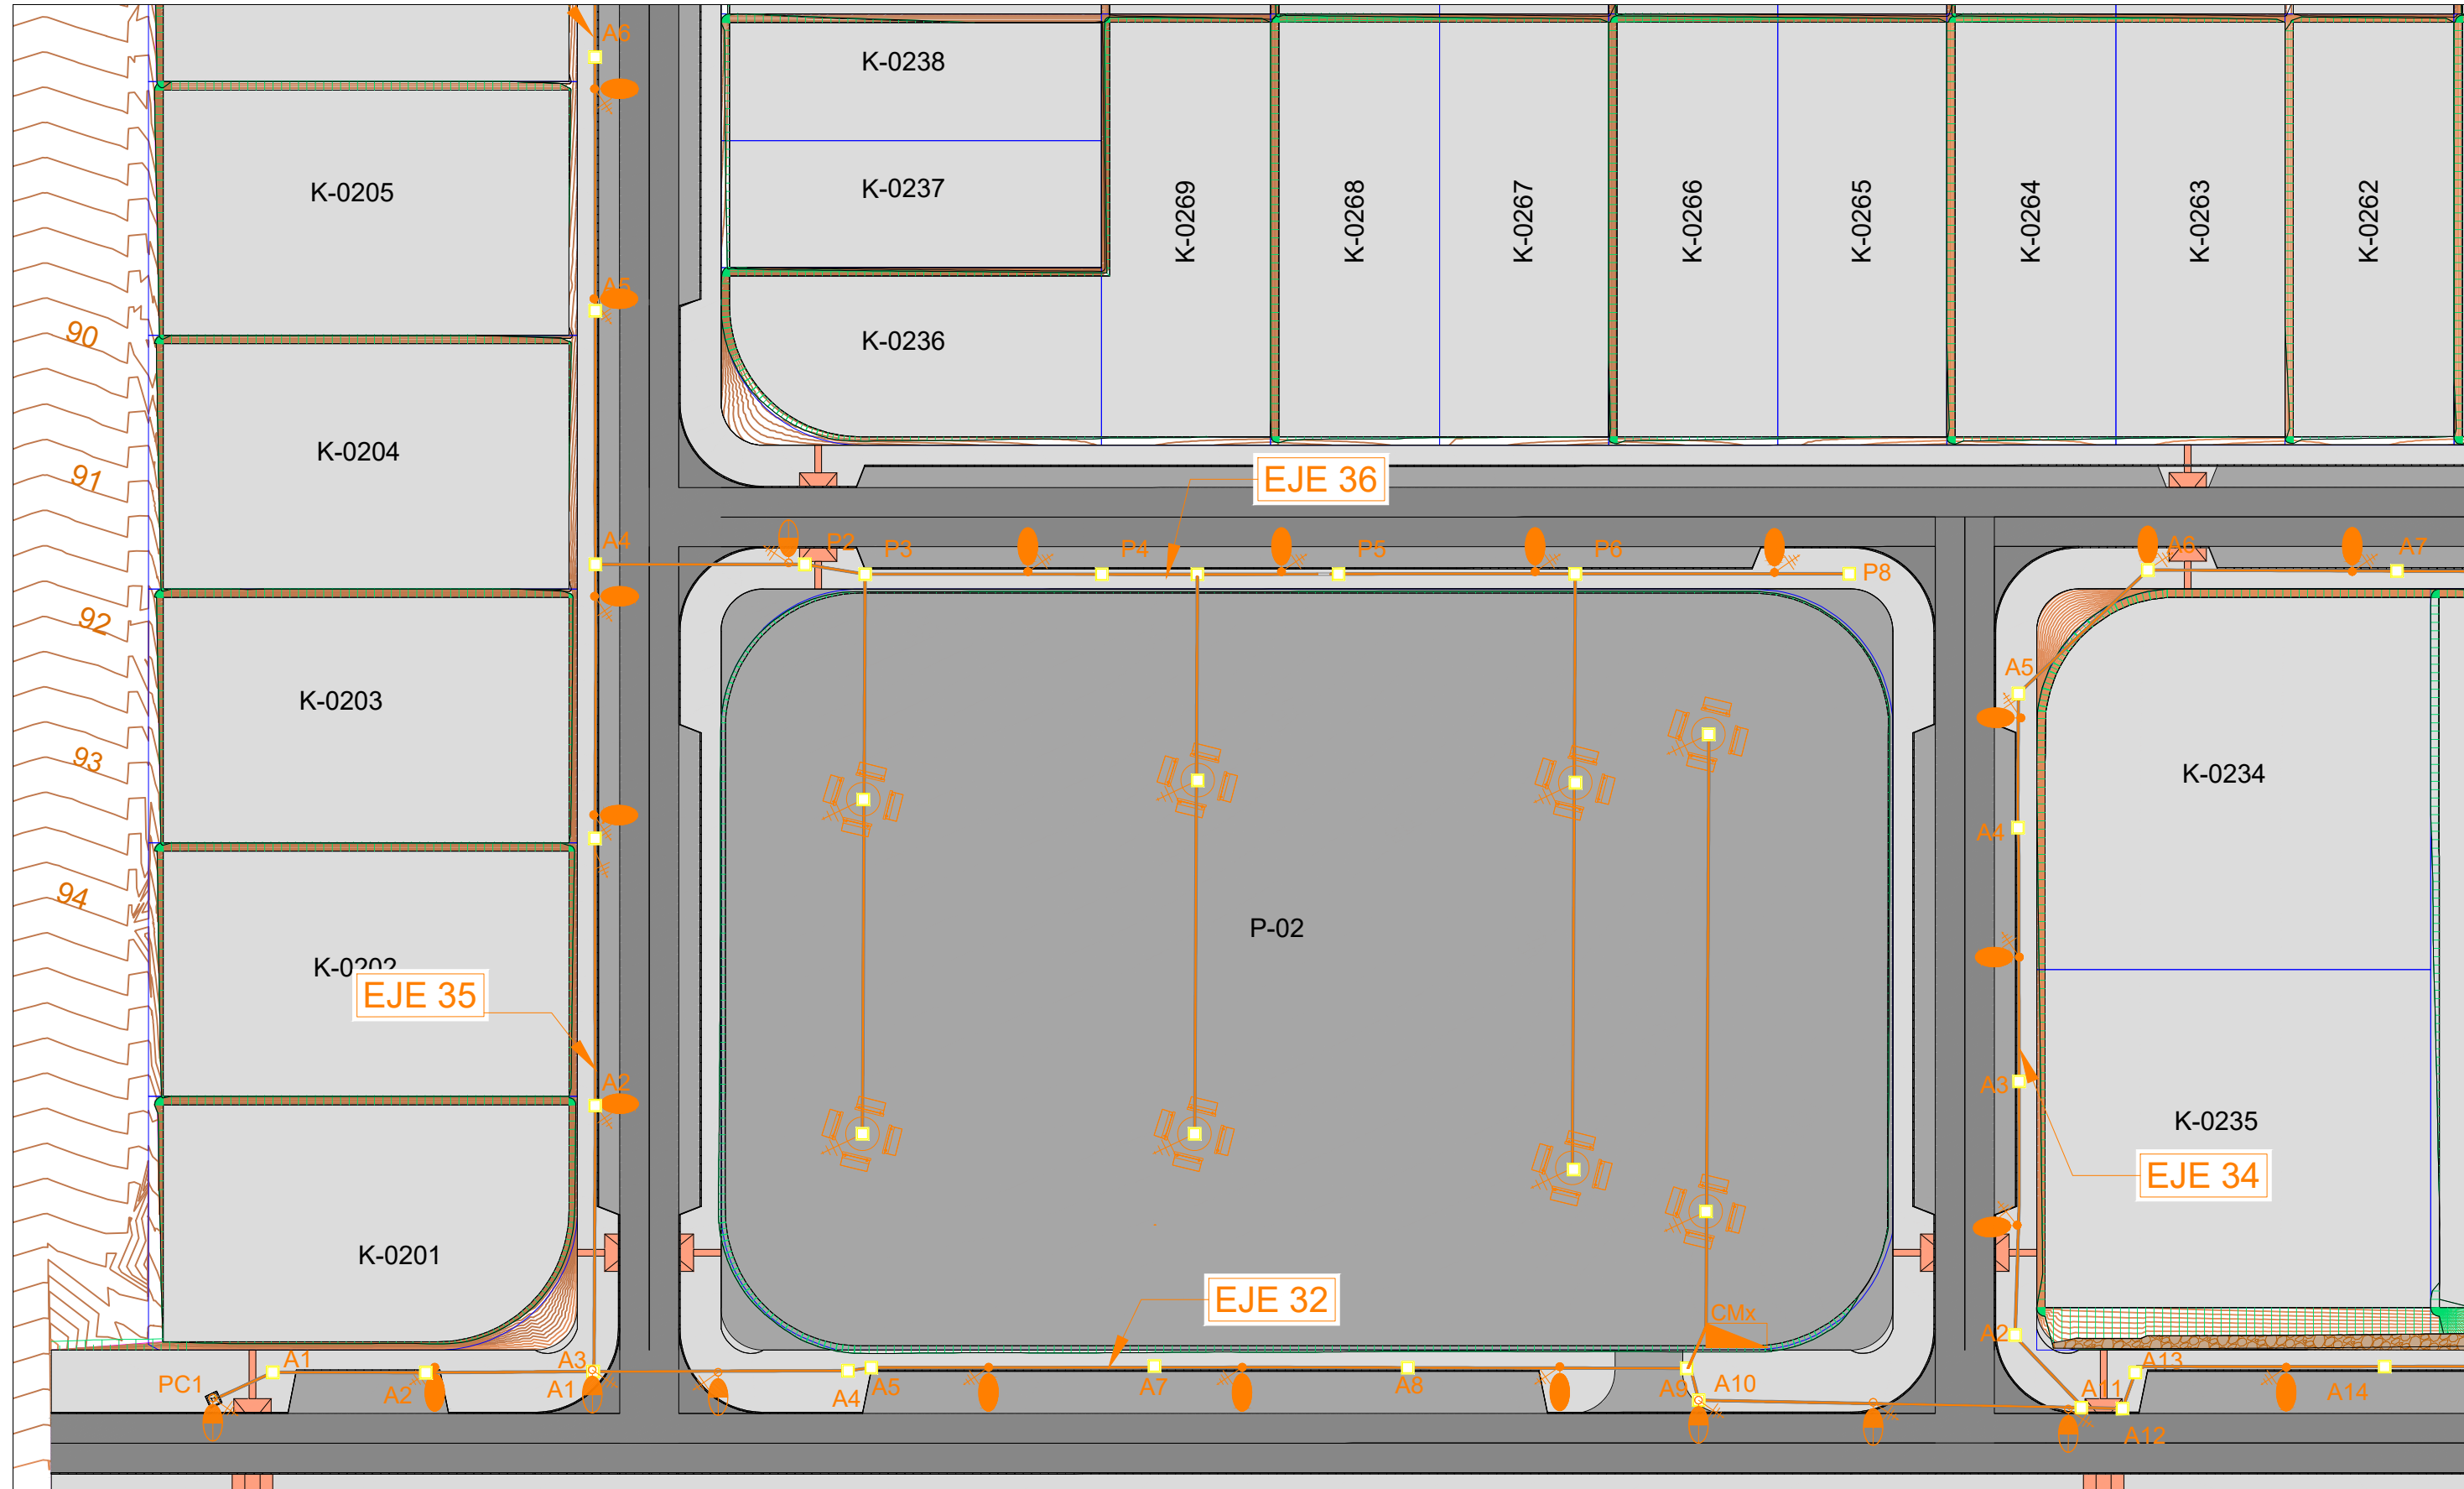 A6
K-0238
K-0205
K-0237
K-0269
K-0268
K-0267
K-0266
K-0265
K-0264
K-0263
K-0262
A5
90
K-0236
K-0204
91
EJE 36
A4
P2
P3
P4
P5
P6
P8
A6
A7
92
K-0203
A5
93
K-0234
A4
94
P-02
K-0202
EJE 35
A2
A3
K-0235
EJE 34
K-0201
EJE 32
CMx
A2
PC1
A1
A2
A3
A1
A4
A5
A7
A8
A9
A10
A11
A12
A13
A14